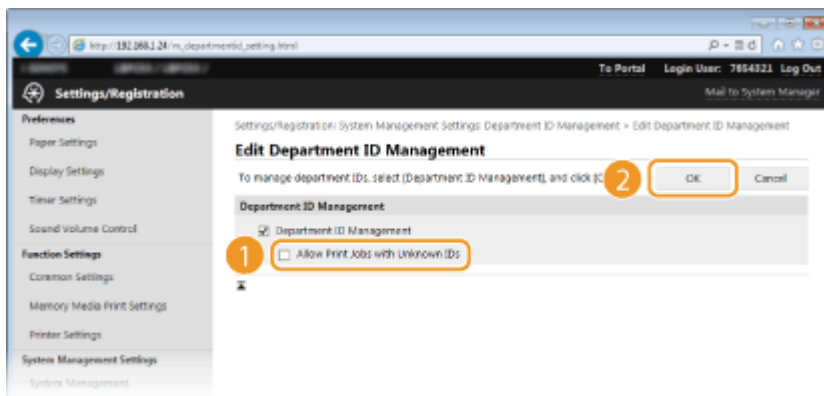 http://192.168.1.24/m_departmentid_setting.html
To Portal Login User: 7654321 Log Out
Settings/Registration
Mail to System Manager
Preferences
Paper Settings
Display Settings
Timer Settings
Sound Volume Control
Function Settings
Common Settings
Memory Media Print Settings
Printer Settings
System Management Settings
System Management
Settings/Registration: System Management Settings: Department ID Management > Edit Department ID Management
Edit Department ID Management
To manage department IDs, select [Department ID Management], and click [O
2
OK
Cancel
Department ID Management
Department ID Management
1
Allow Print Jobs with Unknown IDs